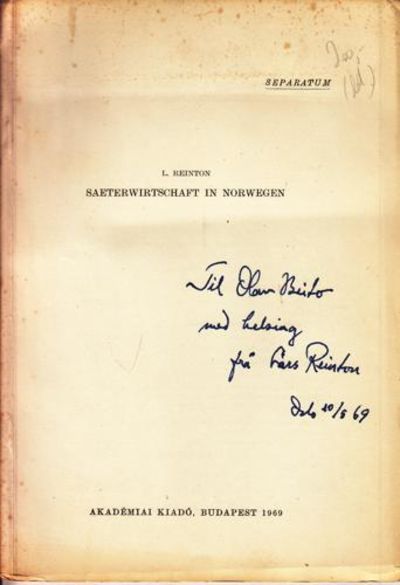 SEPARATUM
L. REINTON
SAETERWIRTSCHAFT IN NORWEGEN
Til Olav Beito
med helsing
frå Lars Reinton
Oslo 10/5 69
AKADÉMIAI KIADÓ, BUDAPEST 1969